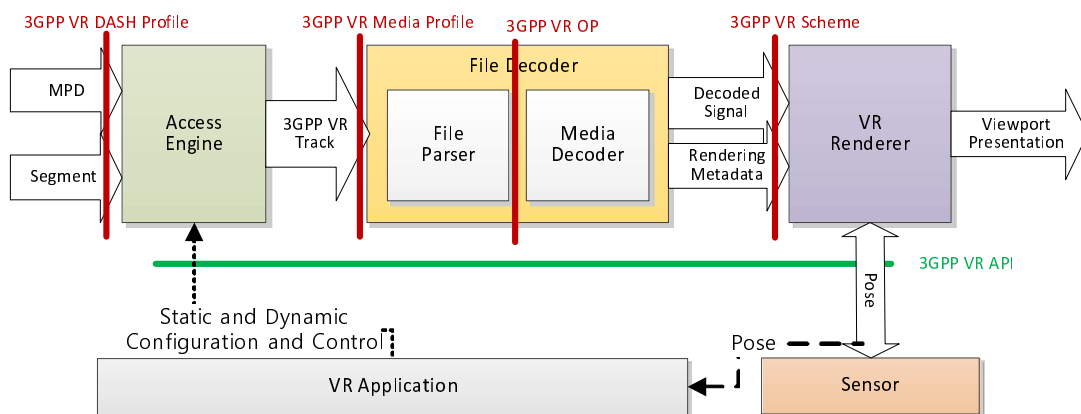 3GPP VR DASH Profile
3GPP VR Media Profile
3GPP VR OP
3GPP VR Scheme
MPD
Segment
Access
Engine
3GPP VR
Track
File Decoder
File
Parser
Media
Decoder
Decoded
Signal
Rendering
Metadata
VR
Renderer
Viewport
Presentation
3GPP VR API
Pose
Static and Dynamic
Configuration and Control
Pose
VR Application
Sensor